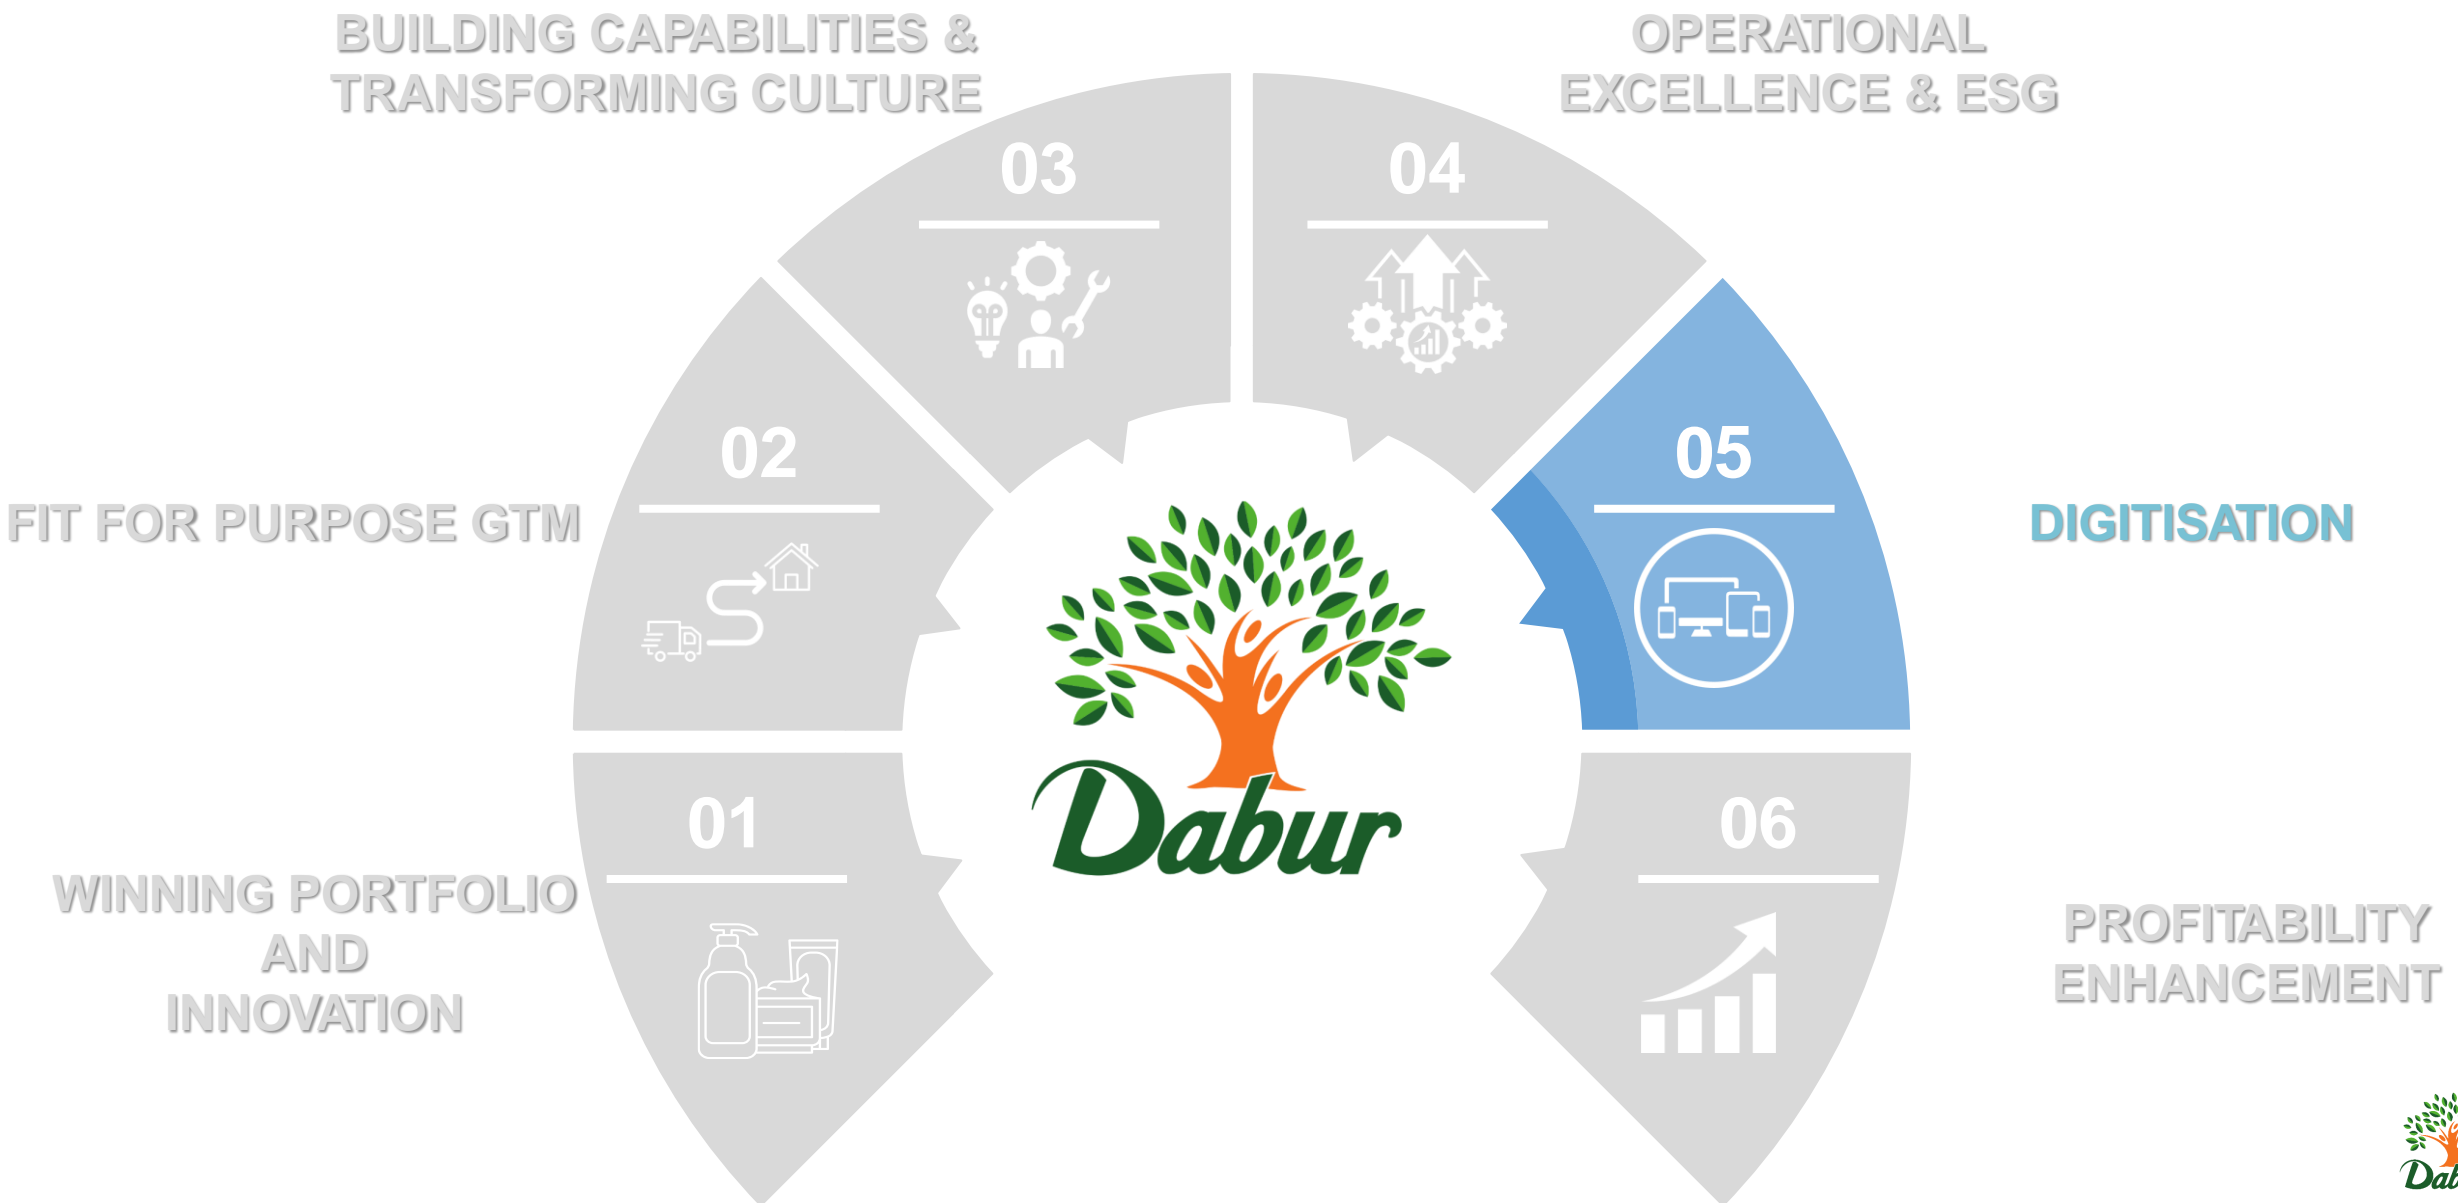 BUILDING CAPABILITIES &
TRANSFORMING CULTURE
OPERATIONAL
EXCELLENCE & ESG
03
04
02
05
FIT FOR PURPOSE GTM
DIGITISATION
Dabur
01
06
WINNING PORTFOLIO
AND
INNOVATION
PROFITABILITY
ENHANCEMENT
Dab